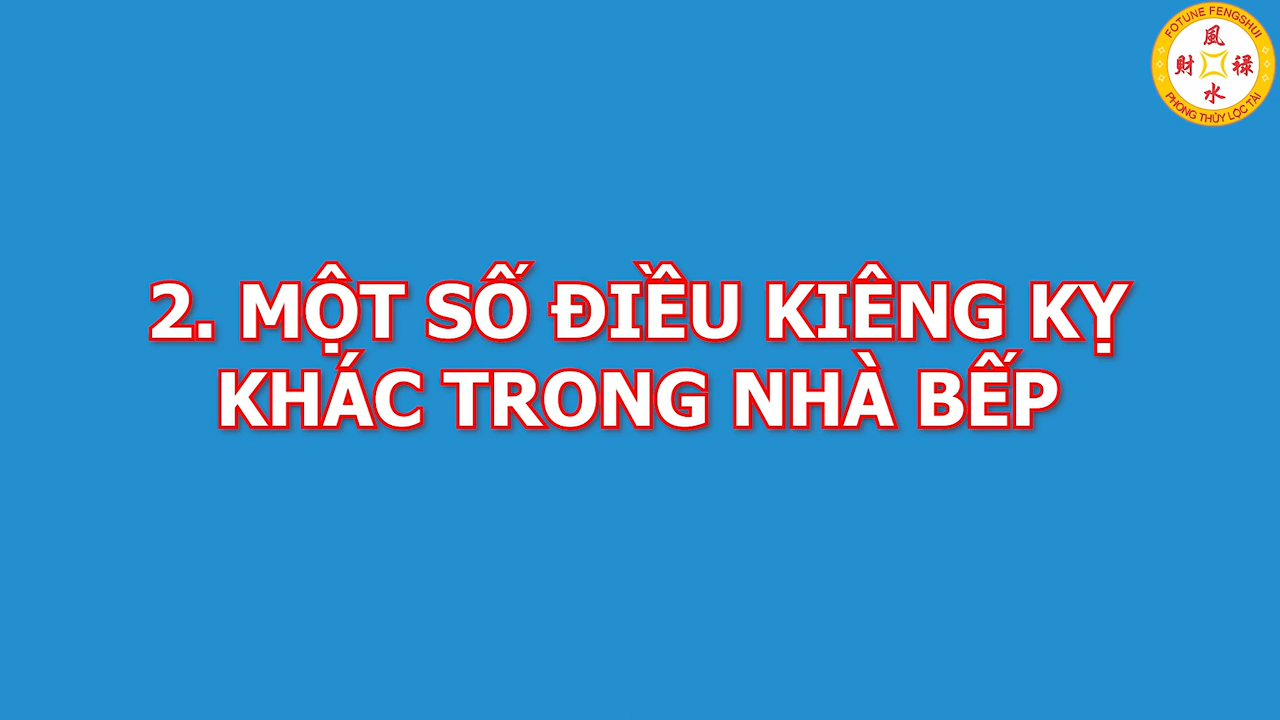 FOTUNE FENGSHUI
風
財 禄
水
PHONG THỦY LỘC TÀI
2. MỘT SỐ ĐIỀU KIÊNG KỴ
KHÁC TRONG NHÀ BẾP